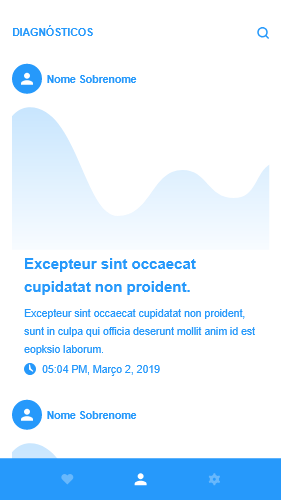 DIAGNÓSTICOS
Nome Sobrenome
Excepteur sint occaecat
cupidatat non proident.
Excepteur sint occaecat cupidatat non proident,
sunt in culpa qui officia deserunt mollit anim id est
eopksio laborum.
05:04 PM, Março 2, 2019
Nome Sobrenome